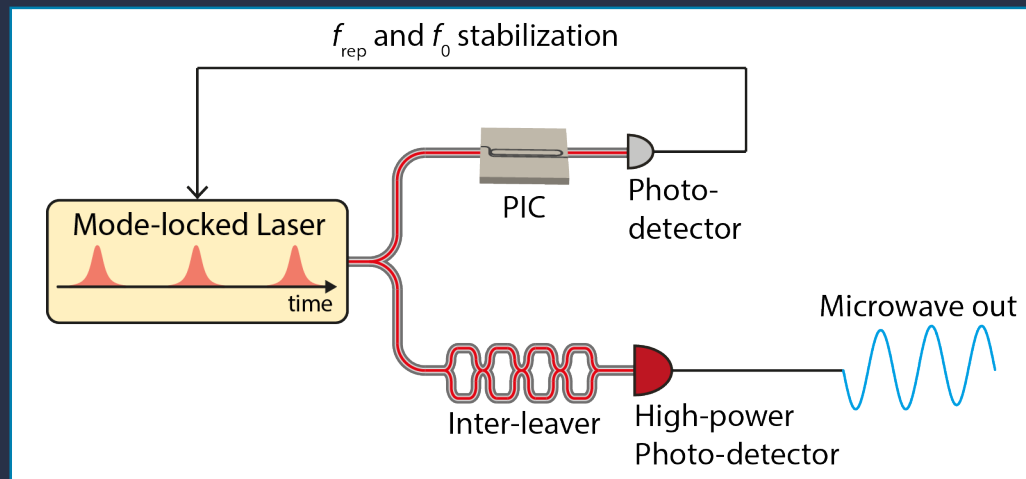 f_rep and f_0 stabilization
Mode-locked Laser
time
PIC
Photo-
detector
Microwave out
Inter-leaver
High-power
Photo-detector